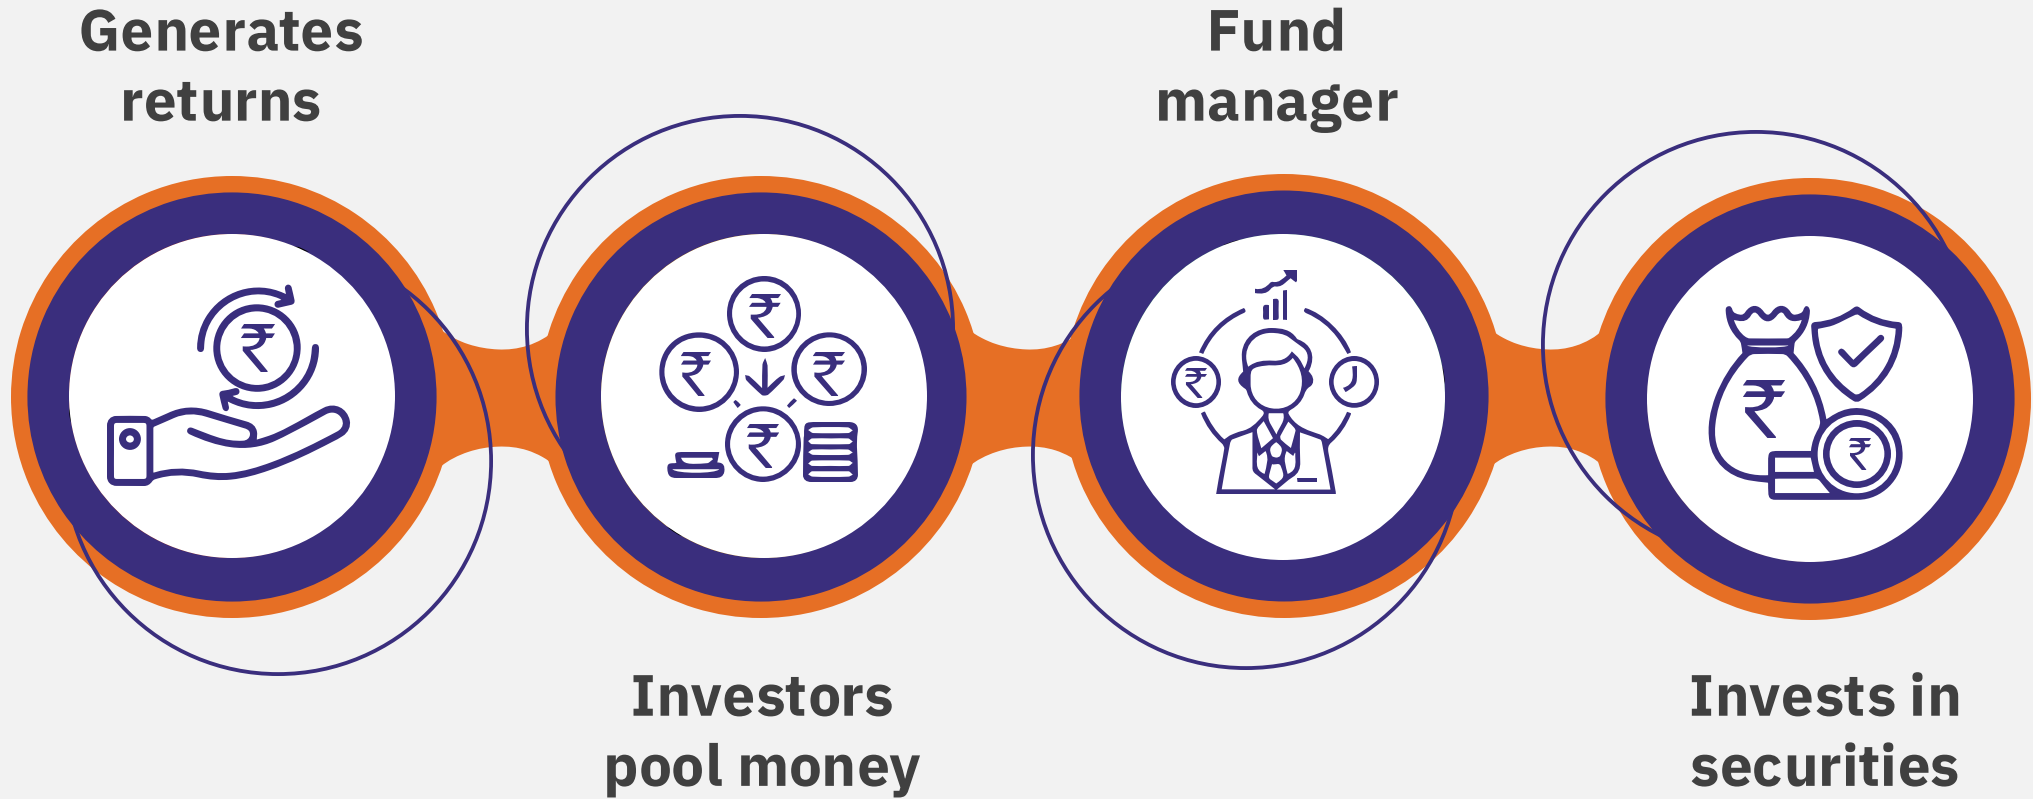 Generates
returns
Investors
pool money
Fund
manager
Invests in
securities
₹
₹
₹
₹
₹
₹
₹
₹